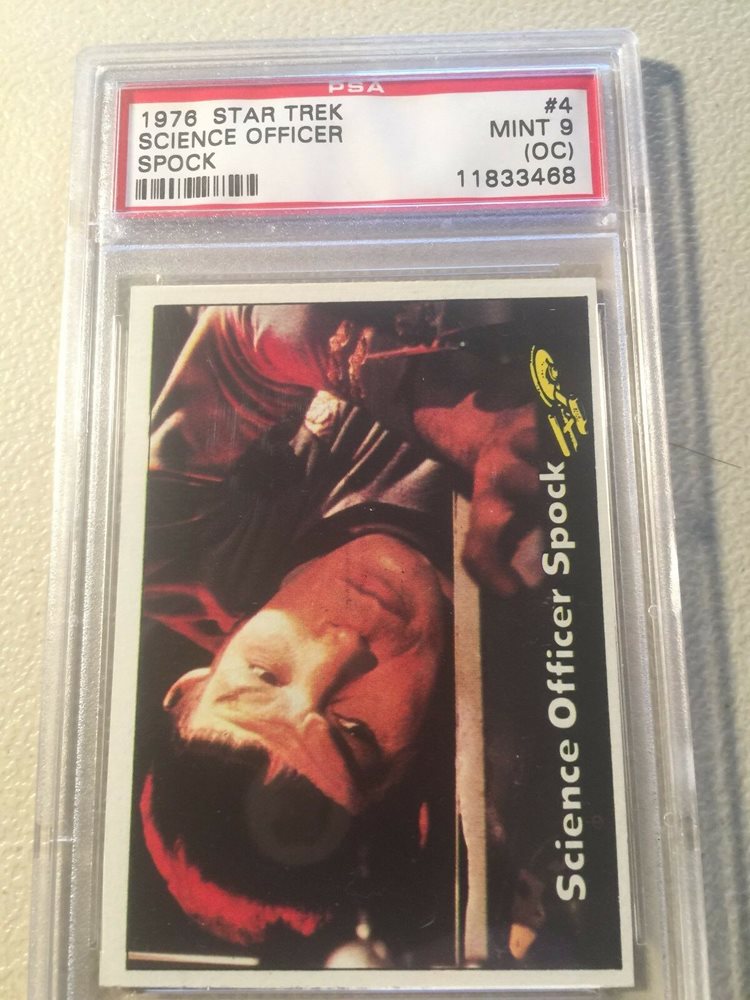 PSA
1976 STAR TREK #4
SCIENCE OFFICER MINT 9
SPOCK (OC)
11833468
Science Officer Spock